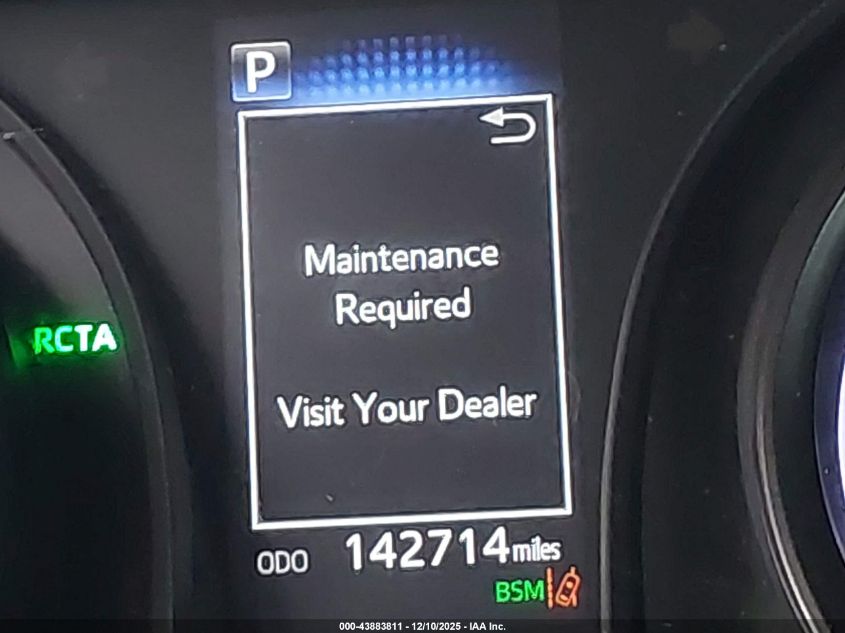 P
Maintenance
Required
RCTA
Visit Your Dealer
ODO 142714 miles
BSM
000-43883811 - 12/10/2025 - IAA Inc.